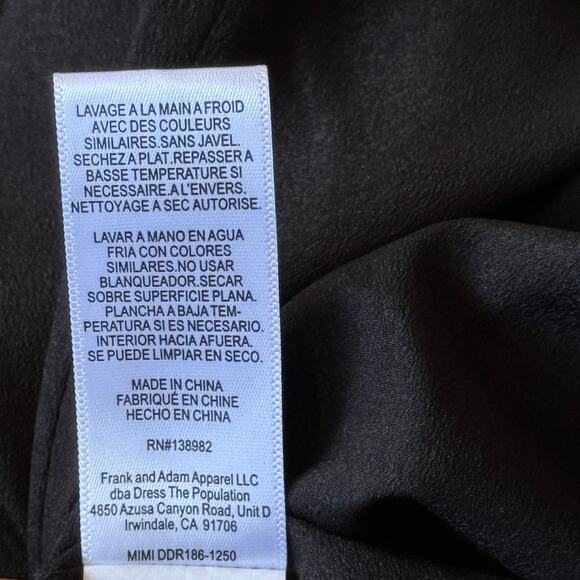 LAVAGE A LA MAIN A FROID
AVEC DES COULEURS
SIMILAIRES.SANS JAVEL.
SECHEZ A PLAT.REPASSER A
BASSE TEMPERATURE SI
NECESSAIRE.A L'ENVERS.
NETTOYAGE A SEC AUTORISE.
LAVAR A MANO EN AGUA
FRIA CON COLORES
SIMILARES.NO USAR
BLANQUEADOR.SECAR
SOBRE SUPERFICIE PLANA.
PLANCHA A BAJA TEM-
PERATURA SI ES NECESARIO.
INTERIOR HACIA AFUERA.
SE PUEDE LIMPIAR EN SECO.
MADE IN CHINA
FABRIQUÉ EN CHINE
HECHO EN CHINA
RN#138982
Frank and Adam Apparel LLC
dba Dress The Population
4850 Azusa Canyon Road, Unit D
Irwindale, CA 91706
MIMI DDR186-1250